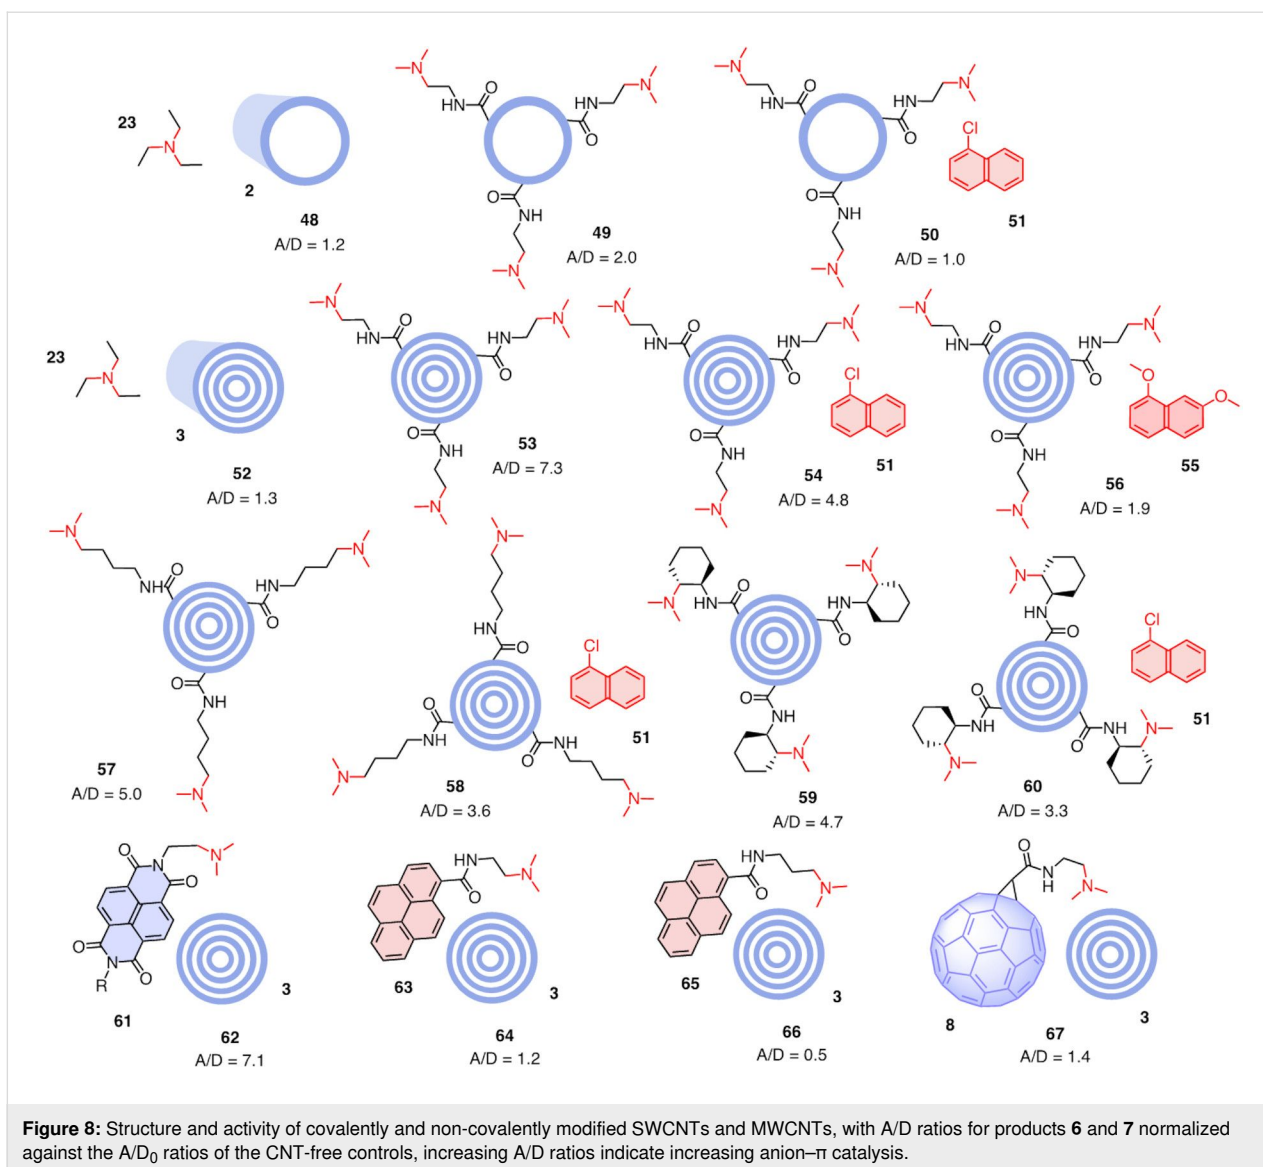 23
N
2
48
A/D = 1.2
N
HN
O
HN
N
O
O
NH
N
49
A/D = 2.0
N
HN
O
HN
N
O
O
NH
N
Cl
51
50
A/D = 1.0
23
N
3
52
A/D = 1.3
N
HN
O
HN
N
O
O
NH
N
53
A/D = 7.3
N
HN
O
HN
N
O
O
NH
N
Cl
51
54
A/D = 4.8
N
HN
O
HN
N
O
O
NH
N
O
O
55
56
A/D = 1.9
N
HN
O
HN
N
O
O
NH
N
57
A/D = 5.0
N
HN
O
O
NH
N
O
NH
N
Cl
51
58
A/D = 3.6
N
HN
O
N
HN
O
O
NH
N
59
A/D = 4.7
N
HN
O
O
NH
N
O
HN
N
Cl
51
60
A/D = 3.3
O
N
N
O
O
N
O
R
61
3
62
A/D = 7.1
HN
N
O
63
3
64
A/D = 1.2
HN
N
O
65
3
66
A/D = 0.5
O
N
H
N
8
3
67
A/D = 1.4
Figure 8: Structure and activity of covalently and non-covalently modified SWCNTs and MWCNTs, with A/D ratios for products 6 and 7 normalized
against the A/D₀ ratios of the CNT-free controls, increasing A/D ratios indicate increasing anion–π catalysis.